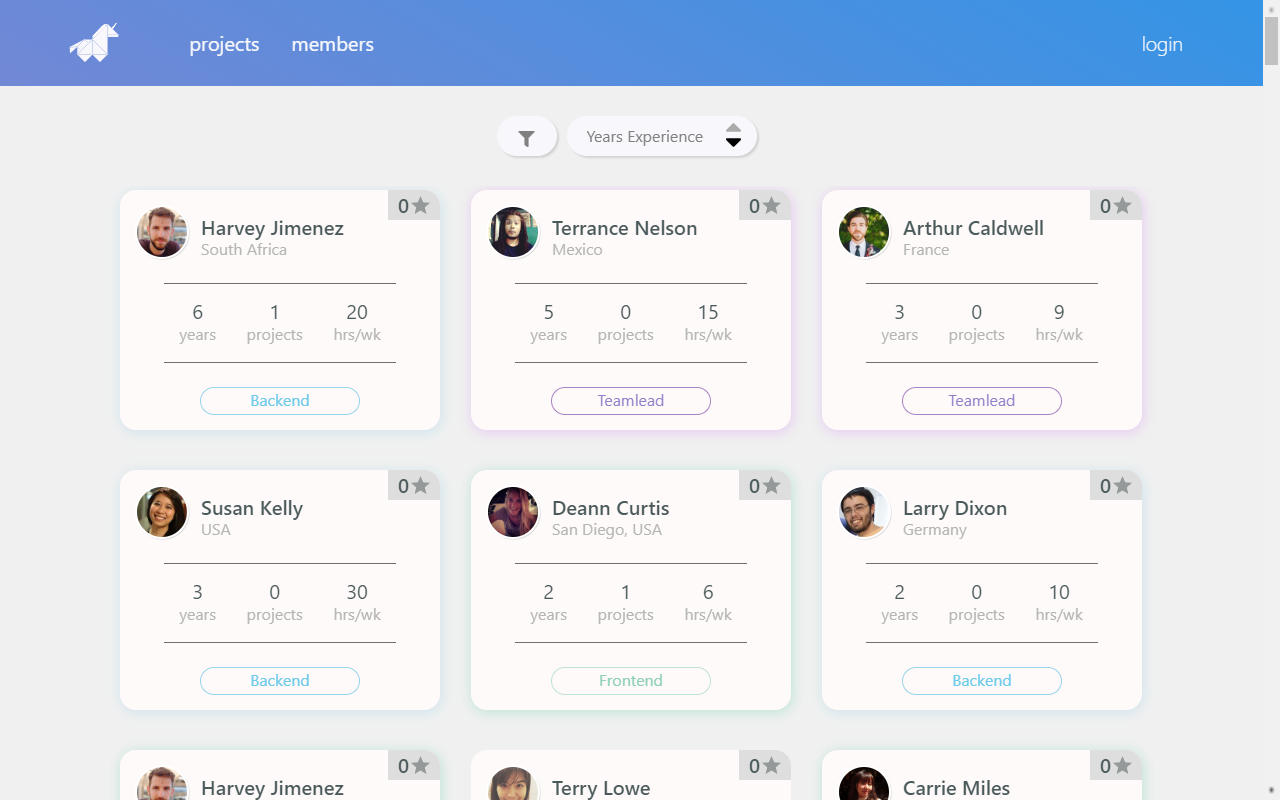 projects members login
Years Experience
0
Harvey Jimenez
South Africa
6 1 20
years projects hrs/wk
Backend
0
Terrance Nelson
Mexico
5 0 15
years projects hrs/wk
Teamlead
0
Arthur Caldwell
France
3 0 9
years projects hrs/wk
Teamlead
0
Susan Kelly
USA
3 0 30
years projects hrs/wk
Backend
0
Deann Curtis
San Diego, USA
2 1 6
years projects hrs/wk
Frontend
0
Larry Dixon
Germany
2 0 10
years projects hrs/wk
Backend
0
Harvey Jimenez
0
Terry Lowe
0
Carrie Miles